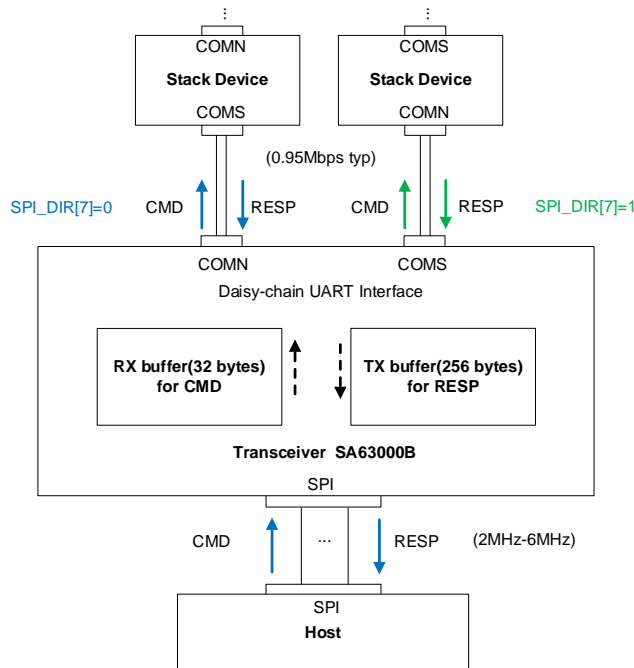 ⋮ ⋮
COMN COMS
Stack Device Stack Device
COMS COMN
(0.95Mbps typ)
SPI_DIR[7]=0 CMD RESP CMD RESP SPI_DIR[7]=1
COMN COMS
Daisy-chain UART Interface
RX buffer(32 bytes)
for CMD
TX buffer(256 bytes)
for RESP
Transceiver SA63000B
SPI
CMD ... RESP (2MHz-6MHz)
SPI
Host